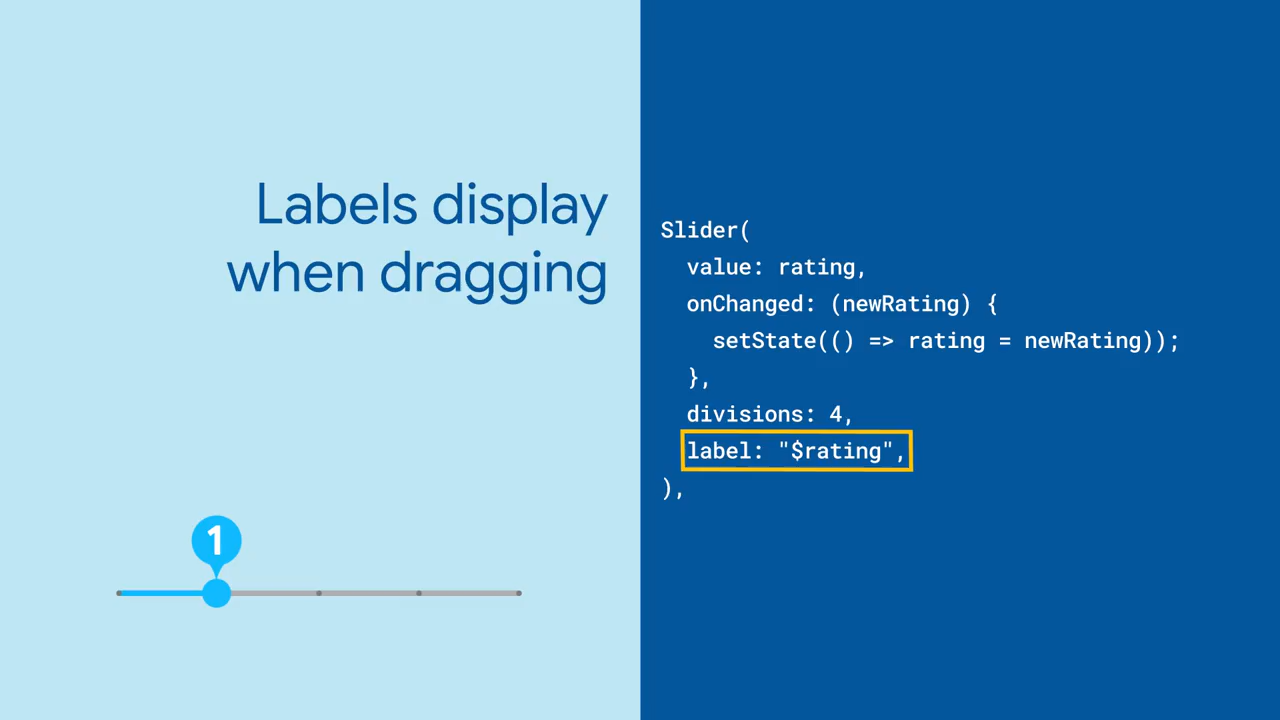 Labels display
when dragging
1
Slider(
  value: rating,
  onChanged: (newRating) {
    setState(() => rating = newRating));
  },
  divisions: 4,
  label: "$rating",
),